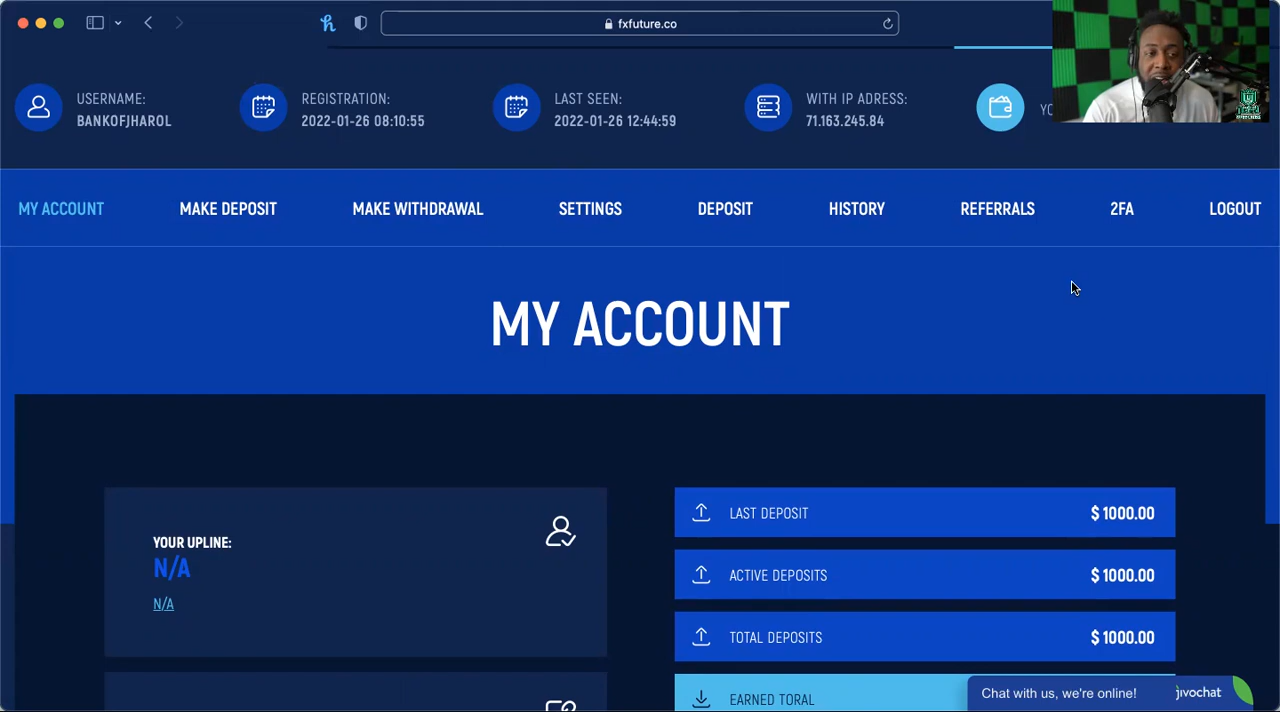 fxfuture.co
USERNAME:
BANKOFJHAROL
REGISTRATION:
2022-01-26 08:10:55
LAST SEEN:
2022-01-26 12:44:59
WITH IP ADRESS:
71.163.245.84
YO
MY ACCOUNT
MAKE DEPOSIT
MAKE WITHDRAWAL
SETTINGS
DEPOSIT
HISTORY
REFERRALS
2FA
LOGOUT
MY ACCOUNT
YOUR UPLINE:
N/A
N/A
LAST DEPOSIT
$ 1000.00
ACTIVE DEPOSITS
$ 1000.00
TOTAL DEPOSITS
$ 1000.00
EARNED TORAL
Chat with us, we're online!
jivochat